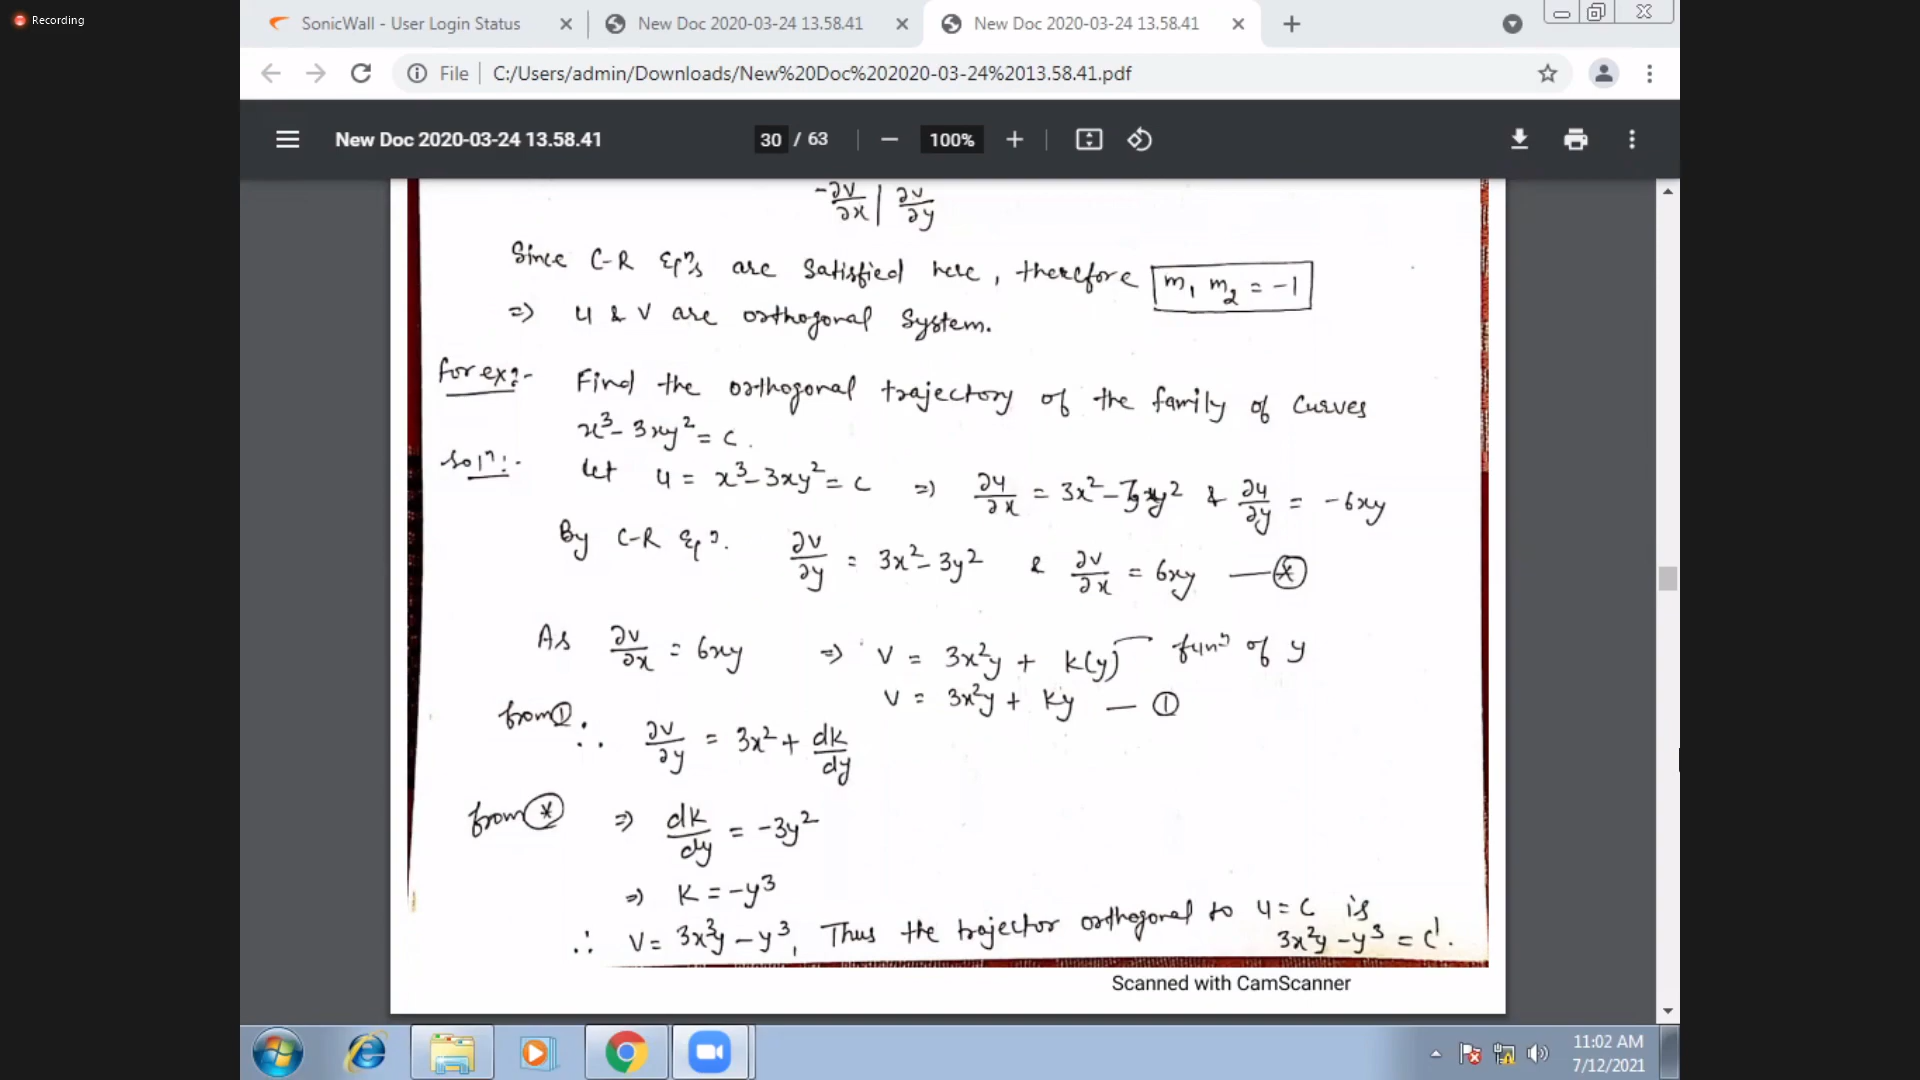 Recording
SonicWall - User Login Status
New Doc 2020-03-24 13.58.41
New Doc 2020-03-24 13.58.41
File C:/Users/admin/Downloads/New%20Doc%202020-03-24%2013.58.41.pdf
New Doc 2020-03-24 13.58.41 30 / 63 100%
-∂v/∂x | ∂v/∂y
Since C-R Eqns are satisfied here, therefore m₁ m₂ = -1
⇒ u & v are orthogonal System.
for ex:- Find the orthogonal trajectory of the family of curves
x³- 3xy² = c.
soln:- let u = x³- 3xy² = c ⇒ ∂u/∂x = 3x² - 3y² & ∂u/∂y = -6xy
By C-R Eqn. ∂v/∂y = 3x² - 3y² & ∂v/∂x = 6xy — (*)
As ∂v/∂x = 6xy ⇒ v = 3x²y + k(y) funⁿ of y
v = 3x²y + ky — ①
from ① ∴ ∂v/∂y = 3x² + dk/dy
from (*) ⇒ dk/dy = -3y²
⇒ k = -y³
∴ v = 3x²y - y³, Thus the trajector orthogonal to u = c is
3x²y - y³ = c'.
Scanned with CamScanner
11:02 AM
7/12/2021